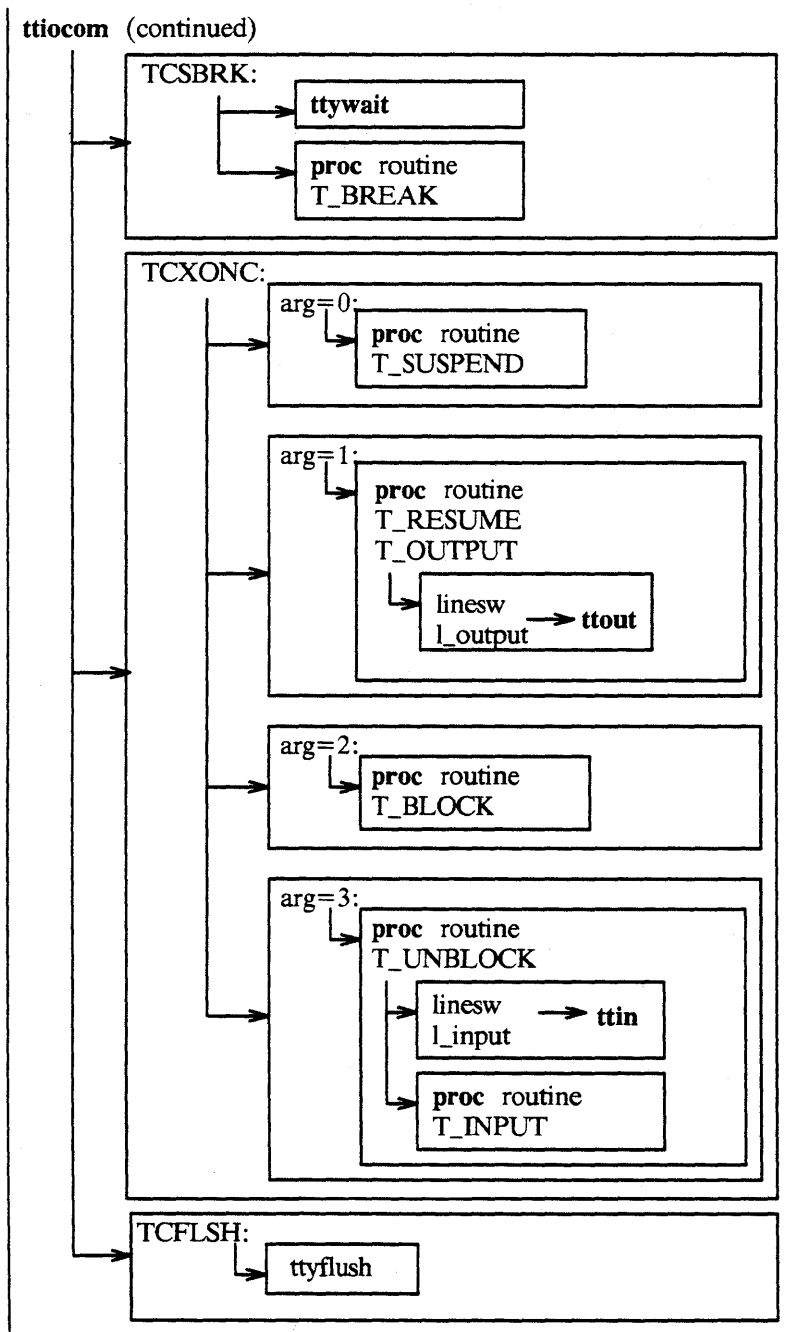 ttiocom (continued)
TCSBRK:
ttywait
proc routine
T_BREAK
TCXONC:
arg=0:
proc routine
T_SUSPEND
arg=1:
proc routine
T_RESUME
T_OUTPUT
linesw
l_output
ttout
arg=2:
proc routine
T_BLOCK
arg=3:
proc routine
T_UNBLOCK
linesw
l_input
ttin
proc routine
T_INPUT
TCFLSH:
ttyflush